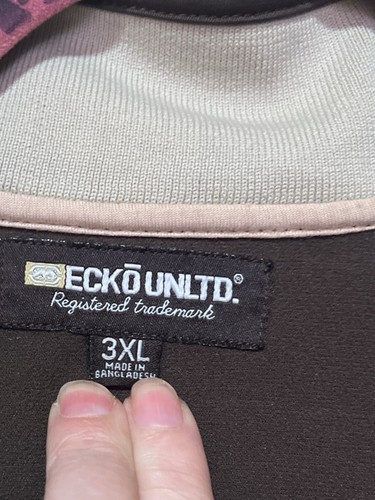 ECKŌ UNLTD.®
Registered trademark
3XL
MADE IN
BANGLADESH